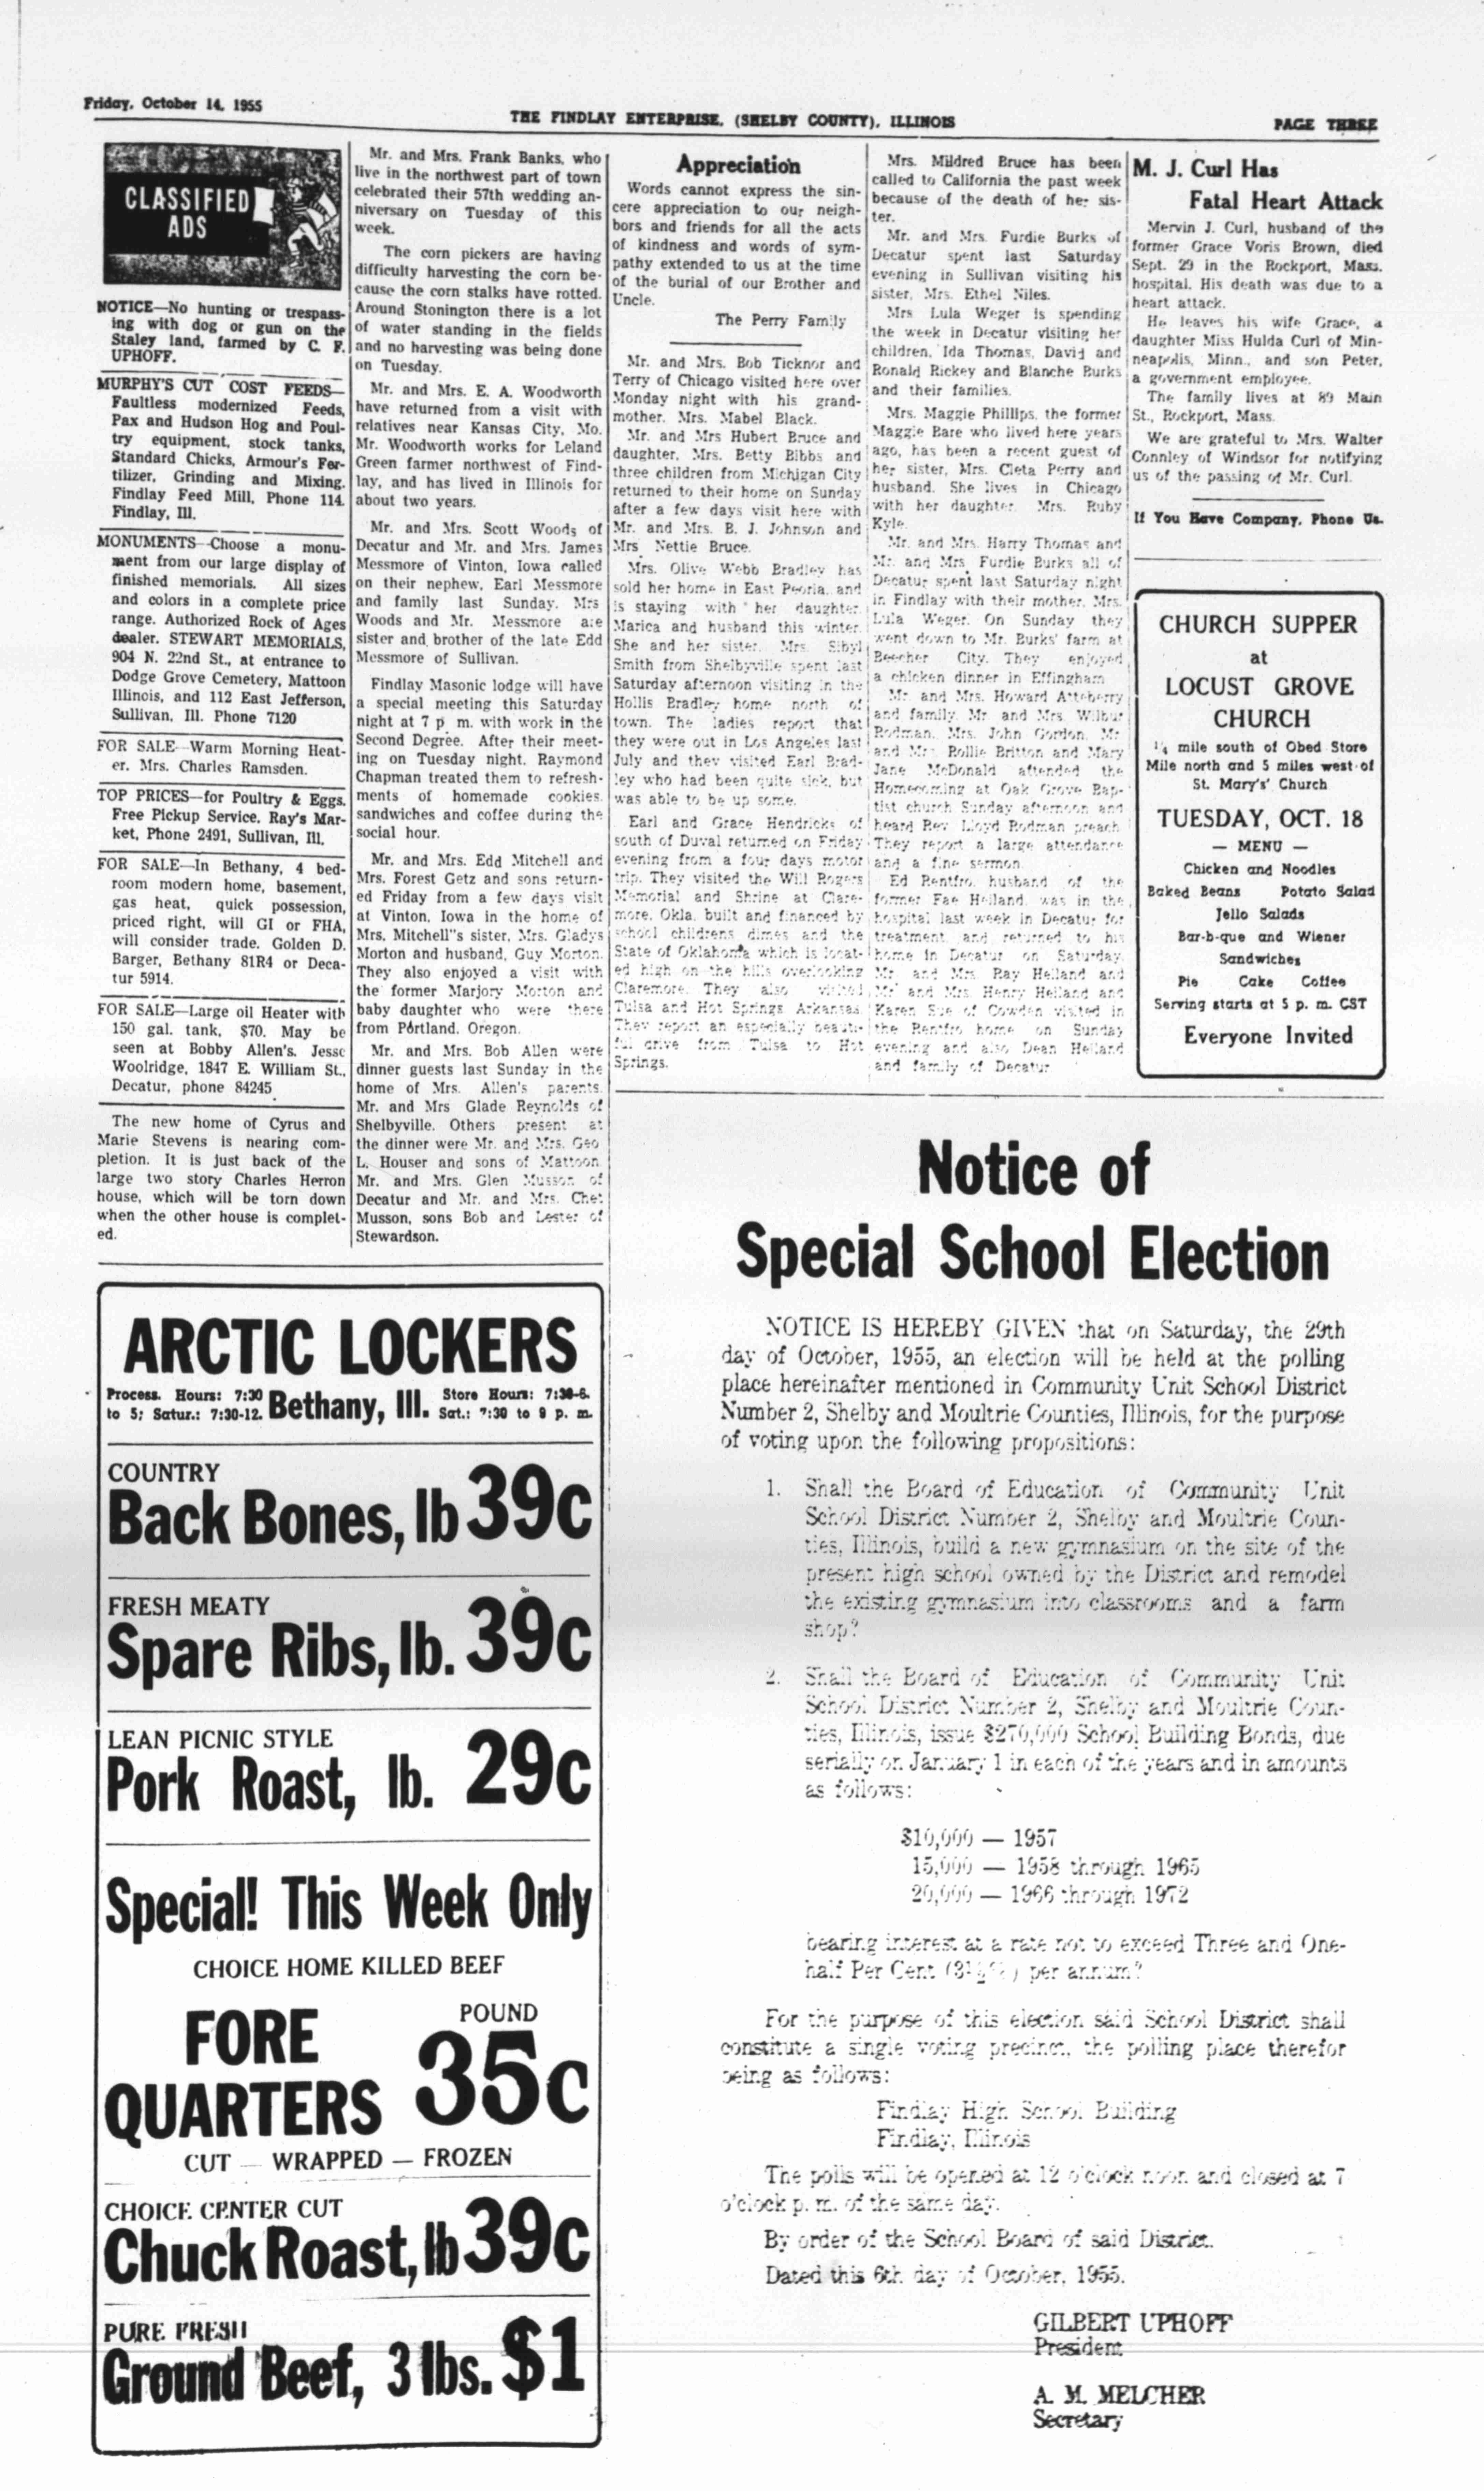 Friday, October 14, 1955
THE FINDLAY ENTERPRISE, (SHELBY COUNTY), ILLINOIS
PAGE THREE
CLASSIFIED
ADS
NOTICE—No hunting or trespass-
ing with dog or gun on the
Staley land, farmed by C. F.
UPHOFF.
MURPHY'S CUT COST FEEDS—
Faultless modernized Feeds,
Pax and Hudson Hog and Poul-
try equipment, stock tanks,
Standard Chicks, Armour's Fer-
tilizer, Grinding and Mixing.
Findlay Feed Mill, Phone 114.
Findlay, Ill.
MONUMENTS—Choose a monu-
ment from our large display of
finished memorials. All sizes
and colors in a complete price
range. Authorized Rock of Ages
dealer. STEWART MEMORIALS,
904 N. 22nd St., at entrance to
Dodge Grove Cemetery, Mattoon
Illinois, and 112 East Jefferson,
Sullivan, Ill. Phone 7120
FOR SALE—Warm Morning Heat-
er. Mrs. Charles Ramsden.
TOP PRICES—for Poultry & Eggs.
Free Pickup Service. Ray's Mar-
ket, Phone 2491, Sullivan, Ill.
FOR SALE—In Bethany, 4 bed-
room modern home, basement,
gas heat, quick possession,
priced right, will GI or FHA,
will consider trade. Golden D.
Barger, Bethany 81R4 or Deca-
tur 5914.
FOR SALE—Large oil Heater with
150 gal. tank, $70. May be
seen at Bobby Allen's. Jesse
Woolridge, 1847 E. William St.,
Decatur, phone 84245
The new home of Cyrus and
Marie Stevens is nearing com-
pletion. It is just back of the
large two story Charles Herron
house, which will be torn down
when the other house is complet-
ed.
Mr. and Mrs. Frank Banks, who
live in the northwest part of town
celebrated their 57th wedding an-
niversary on Tuesday of this
week.
The corn pickers are having
difficulty harvesting the corn be-
cause the corn stalks have rotted.
Around Stonington there is a lot
of water standing in the fields
and no harvesting was being done
on Tuesday.
Mr. and Mrs. E. A. Woodworth
have returned from a visit with
relatives near Kansas City, Mo.
Mr. Woodworth works for Leland
Green farmer northwest of Find-
lay, and has lived in Illinois for
about two years.
Mr. and Mrs. Scott Woods of
Decatur and Mr. and Mrs. James
Messmore of Vinton, Iowa called
on their nephew, Earl Messmore
and family last Sunday. Mrs
Woods and Mr. Messmore are
sister and brother of the late Edd
Messmore of Sullivan.
Findlay Masonic lodge will have
a special meeting this Saturday
night at 7 p m. with work in the
Second Degree. After their meet-
ing on Tuesday night, Raymond
Chapman treated them to refresh-
ments of homemade cookies,
sandwiches and coffee during the
social hour.
Mr. and Mrs. Edd Mitchell and
Mrs. Forest Getz and sons return-
ed Friday from a few days visit
at Vinton, Iowa in the home of
Mrs. Mitchell"s sister, Mrs. Gladys
Morton and husband, Guy Morton.
They also enjoyed a visit with
the former Marjory Morton and
baby daughter who were there
from Portland, Oregon.
Mr. and Mrs. Bob Allen were
dinner guests last Sunday in the
home of Mrs. Allen's parents.
Mr. and Mrs Glade Reynolds of
Shelbyville. Others present at
the dinner were Mr. and Mrs. Geo
L. Houser and sons of Mattoon.
Mr. and Mrs. Glen Musson of
Decatur and Mr. and Mrs. Chet
Musson, sons Bob and Lester of
Stewardson.
Appreciation
Words cannot express the sin-
cere appreciation to our neigh-
bors and friends for all the acts
of kindness and words of sym-
pathy extended to us at the time
of the burial of our Brother and
Uncle.
The Perry Family
Mr. and Mrs. Bob Ticknor and
Terry of Chicago visited here over
Monday night with his grand-
mother. Mrs. Mabel Black.
Mr. and Mrs Hubert Bruce and
daughter, Mrs. Betty Bibbs and
three children from Michigan City
returned to their home on Sunday
after a few days visit here with
Mr. and Mrs. B. J. Johnson and
Mrs. Nettie Bruce.
Mrs. Olive Webb Bradley has
sold her home in East Peoria, and
is staying with her daughter,
Marica and husband this winter.
She and her sister, Mrs. Sibyl
Smith from Shelbyville spent last
Saturday afternoon visiting in the
Hollis Bradley home north of
town. The ladies report that
they were out in Los Angeles last
July and they visited Earl Brad-
ley who had been quite sick, but
was able to be up some.
Earl and Grace Hendricks of
south of Duval returned on Friday
evening from a four days motor
trip. They visited the Will Rogers
Memorial and Shrine at Clare-
more, Okla. built and financed by
school childrens dimes and the
State of Oklahoma which is locat-
ed high on the hills overlooking
Claremore. They also visited
Tulsa and Hot Springs, Arkansas.
They report an especially beauti-
ful drive from Tulsa to Hot
Springs.
Mrs. Mildred Bruce has been
called to California the past week
because of the death of her sis-
ter.
Mr. and Mrs. Furdie Burks of
Decatur spent last Saturday
evening in Sullivan visiting his
sister, Mrs. Ethel Niles.
Mrs Lula Weger is spending
the week in Decatur visiting her
children, Ida Thomas, David and
Ronald Rickey and Blanche Burks
and their families.
Mrs. Maggie Phillips, the former
Maggie Bare who lived here years
ago, has been a recent guest of
her sister, Mrs. Cleta Perry and
husband. She lives in Chicago
with her daughter, Mrs. Ruby
Kyle.
Mr. and Mrs. Harry Thomas and
Mr. and Mrs. Furdie Burks all of
Decatur spent last Saturday night
in Findlay with their mother, Mrs.
Lula Weger. On Sunday they
went down to Mr. Burks' farm at
Beecher City. They enjoyed
a chicken dinner in Effingham
Mr. and Mrs. Howard Atteberry
and family, Mr. and Mrs. Wilbur
Rodman, Mrs. John Gordon, Mr.
and Mrs. Rollie Britton and Mary
Jane McDonald attended the
Homecoming at Oak Grove Bap-
tist church Sunday afternoon and
heard Rev. Lloyd Rodman preach
They report a large attendance
and a fine sermon.
Ed Rentfro, husband of the
former Fae Heiland, was in the
hospital last week in Decatur for
treatment, and returned to his
home in Decatur on Saturday.
Mr. and Mrs. Ray Heiland and
Mr and Mrs. Henry Heiland and
Karen Sue of Cowden visited in
the Rentfro home on Sunday
evening and also Dean Heiland
and family of Decatur
M. J. Curl Has
Fatal Heart Attack
Mervin J. Curl, husband of the
former Grace Voris Brown, died
Sept. 29 in the Rockport, Mass.
hospital. His death was due to a
heart attack.
He leaves his wife Grace, a
daughter Miss Hulda Curl of Min-
neapolis, Minn., and son Peter,
a government employee.
The family lives at 89 Main
St., Rockport, Mass.
We are grateful to Mrs. Walter
Connley of Windsor for notifying
us of the passing of Mr. Curl.
If You Have Company, Phone Us.
CHURCH SUPPER
at
LOCUST GROVE
CHURCH
¼ mile south of Obed Store
Mile north and 5 miles west of
St. Mary's' Church
TUESDAY, OCT. 18
— MENU —
Chicken and Noodles
Baked Beans Potato Salad
Jello Salads
Bar-b-que and Wiener
Sandwiches
Pie Cake Coffee
Serving starts at 5 p. m. CST
Everyone Invited
ARCTIC LOCKERS
Process. Hours: 7:30
to 5; Satur.: 7:30-12.
Bethany, Ill.
Store Hours: 7:30-6.
Sat.: 7:30 to 9 p. m.
COUNTRY
Back Bones, lb 39c
FRESH MEATY
Spare Ribs, lb. 39c
LEAN PICNIC STYLE
Pork Roast, lb. 29c
Special! This Week Only
CHOICE HOME KILLED BEEF
FORE
QUARTERS
POUND
35c
CUT — WRAPPED — FROZEN
CHOICE CENTER CUT
Chuck Roast, lb 39c
PURE FRESH
Ground Beef, 3 lbs. $1
Notice of
Special School Election
NOTICE IS HEREBY GIVEN that on Saturday, the 29th
day of October, 1955, an election will be held at the polling
place hereinafter mentioned in Community Unit School District
Number 2, Shelby and Moultrie Counties, Illinois, for the purpose
of voting upon the following propositions:
1. Shall the Board of Education of Community Unit
School District Number 2, Shelby and Moultrie Coun-
ties, Illinois, build a new gymnasium on the site of the
present high school owned by the District and remodel
the existing gymnasium into classrooms and a farm
shop?
2. Shall the Board of Education of Community Unit
School District Number 2, Shelby and Moultrie Coun-
ties, Illinois, issue $270,000 School Building Bonds, due
serially on January 1 in each of the years and in amounts
as follows:
$10,000 — 1957
15,000 — 1958 through 1965
20,000 — 1966 through 1972
bearing interest at a rate not to exceed Three and One-
half Per Cent (3½%) per annum?
For the purpose of this election said School District shall
constitute a single voting precinct, the polling place therefor
being as follows:
Findlay High School Building
Findlay, Illinois
The polls will be opened at 12 o'clock noon and closed at 7
o'clock p. m. of the same day.
By order of the School Board of said District.
Dated this 6th day of October, 1955.
GILBERT UPHOFF
President
A. M. MELCHER
Secretary